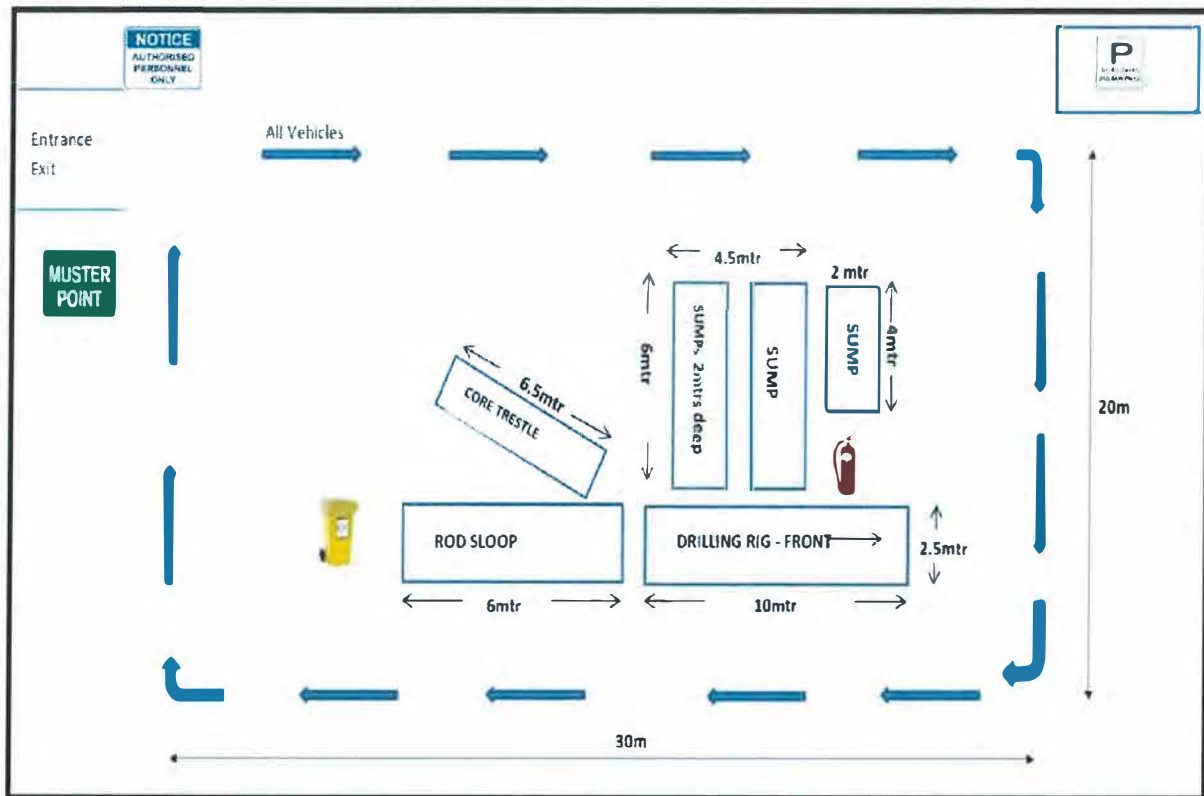 NOTICE
AUTHORISED
PERSONNEL
ONLY
P
Entrance
Exit
All Vehicles
MUSTER
POINT
4.5mtr
2 mtr
6mtr
SUMPs 2mtrs deep
SUMP
SUMP
4mtr
20m
6.5mtr
CORE TRESTLE
ROD SLOOP
DRILLING RIG - FRONT
2.5mtr
6mtr
10mtr
30m